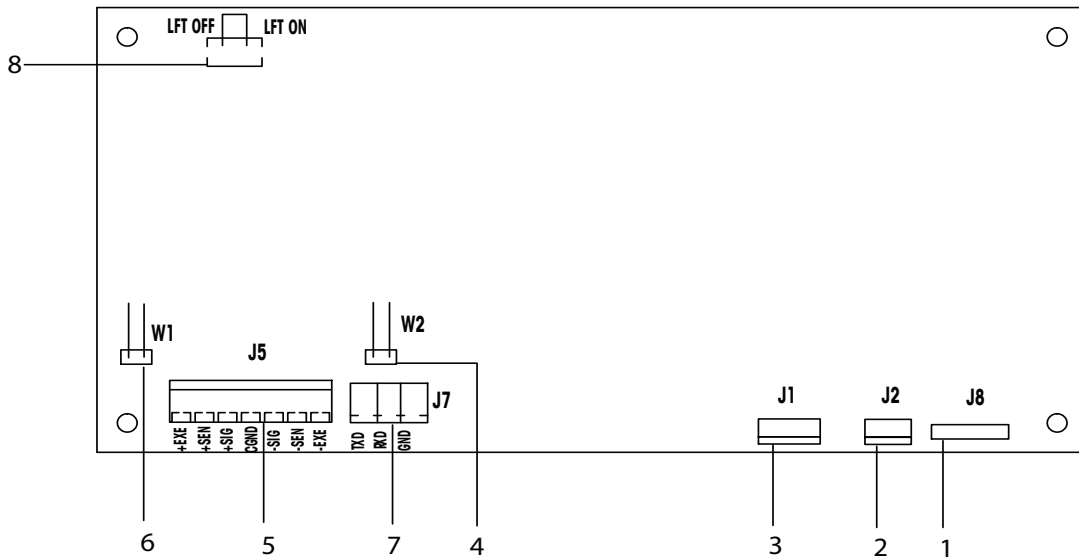 LFT OFF LFT ON
8
W1
W2
J5
J7
J1
J2
J8
+EXE
+SEN
+SIG
CGND
-SIG
-SEN
-EXE
TXD
RXD
GND
6
5
7
4
3
2
1